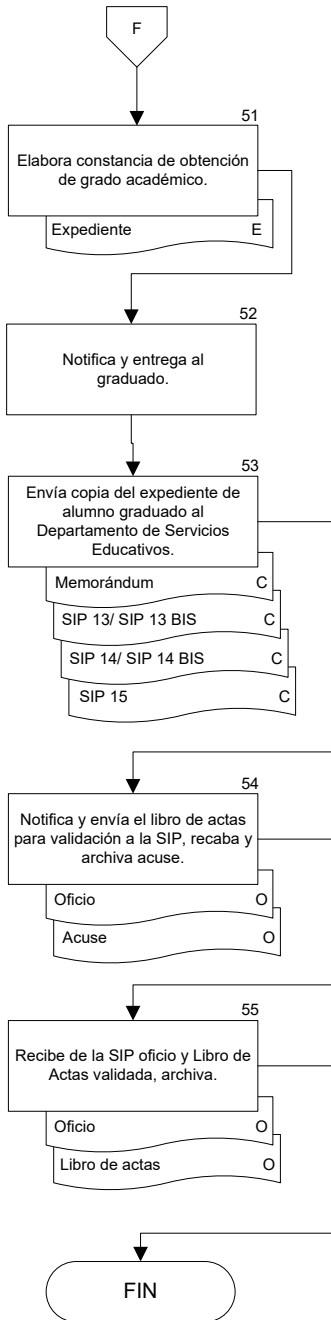 F
51
Elabora constancia de obtención
de grado académico.
Expediente E
52
Notifica y entrega al
graduado.
53
Envía copia del expediente de
alumno graduado al
Departamento de Servicios
Educativos.
Memorándum C
SIP 13/ SIP 13 BIS C
SIP 14/ SIP 14 BIS C
SIP 15 C
54
Notifica y envía el libro de actas
para validación a la SIP, recaba y
archiva acuse.
Oficio O
Acuse O
55
Recibe de la SIP oficio y Libro de
Actas validada, archiva.
Oficio O
Libro de actas O
FIN